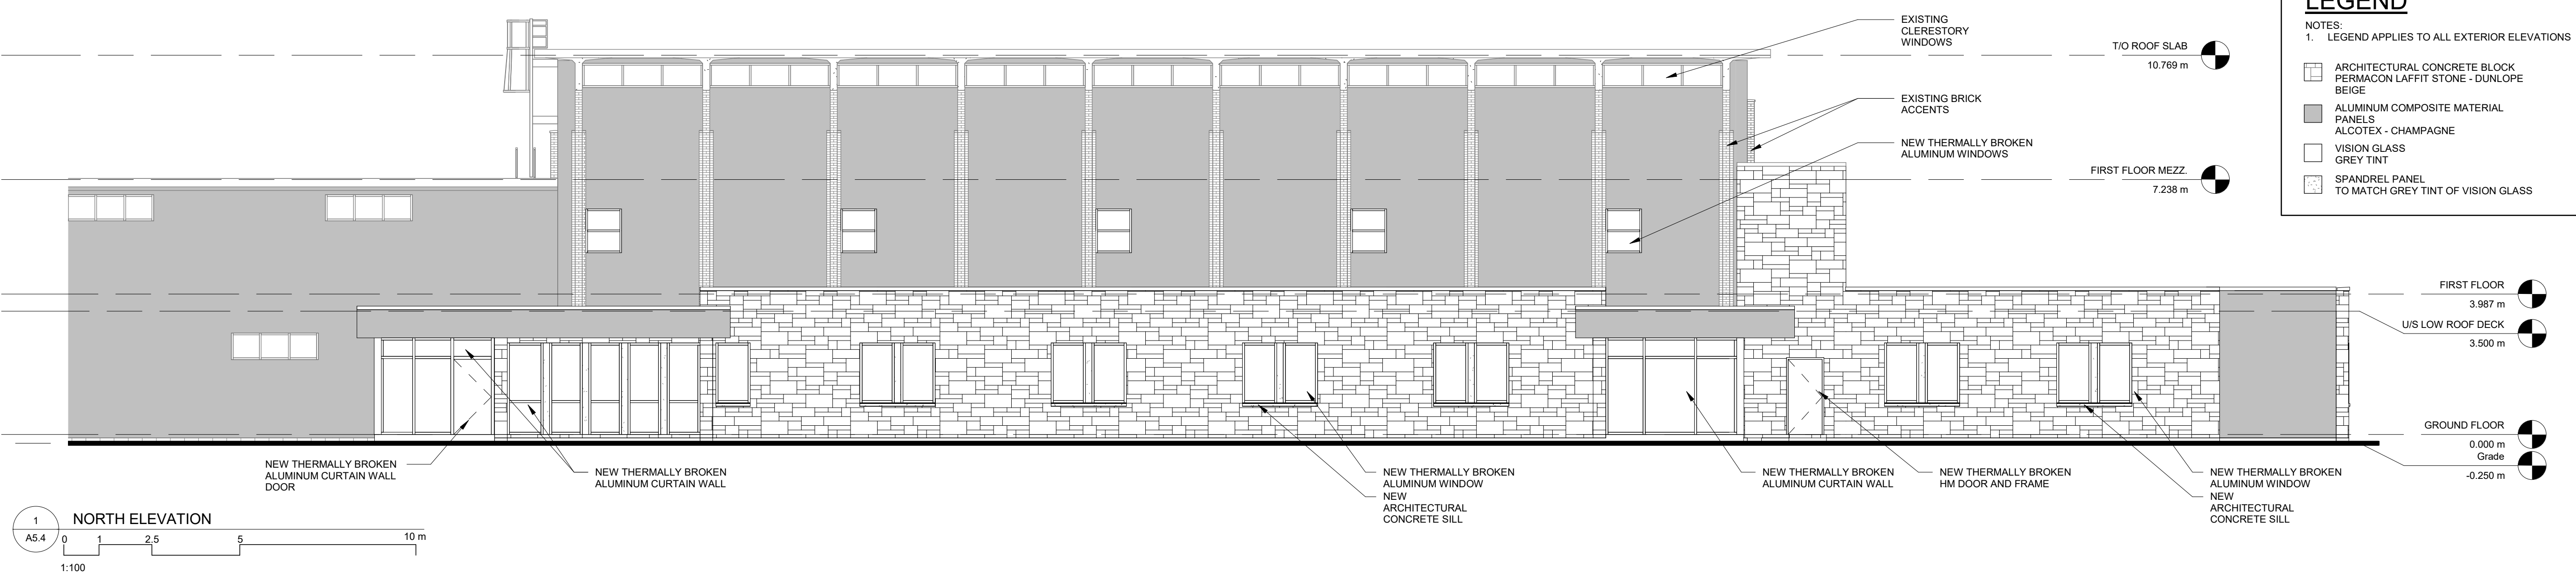 LEGEND
NOTES:
1. LEGEND APPLIES TO ALL EXTERIOR ELEVATIONS
ARCHITECTURAL CONCRETE BLOCK
PERMACON LAFFIT STONE - DUNLOPE
BEIGE
ALUMINUM COMPOSITE MATERIAL
PANELS
ALCOTEX - CHAMPAGNE
VISION GLASS
GREY TINT
SPANDREL PANEL
TO MATCH GREY TINT OF VISION GLASS
EXISTING
CLERESTORY
WINDOWS
EXISTING BRICK
ACCENTS
NEW THERMALLY BROKEN
ALUMINUM WINDOWS
T/O ROOF SLAB
10.769 m
FIRST FLOOR MEZZ.
7.238 m
FIRST FLOOR
3.987 m
U/S LOW ROOF DECK
3.500 m
GROUND FLOOR
0.000 m
Grade
-0.250 m
NEW THERMALLY BROKEN
ALUMINUM CURTAIN WALL
DOOR
NEW THERMALLY BROKEN
ALUMINUM CURTAIN WALL
NEW THERMALLY BROKEN
ALUMINUM WINDOW
NEW
ARCHITECTURAL
CONCRETE SILL
NEW THERMALLY BROKEN
ALUMINUM CURTAIN WALL
NEW THERMALLY BROKEN
HM DOOR AND FRAME
NEW THERMALLY BROKEN
ALUMINUM WINDOW
NEW
ARCHITECTURAL
CONCRETE SILL
1
A5.4
NORTH ELEVATION
0 1 2.5 5 10 m
1:100